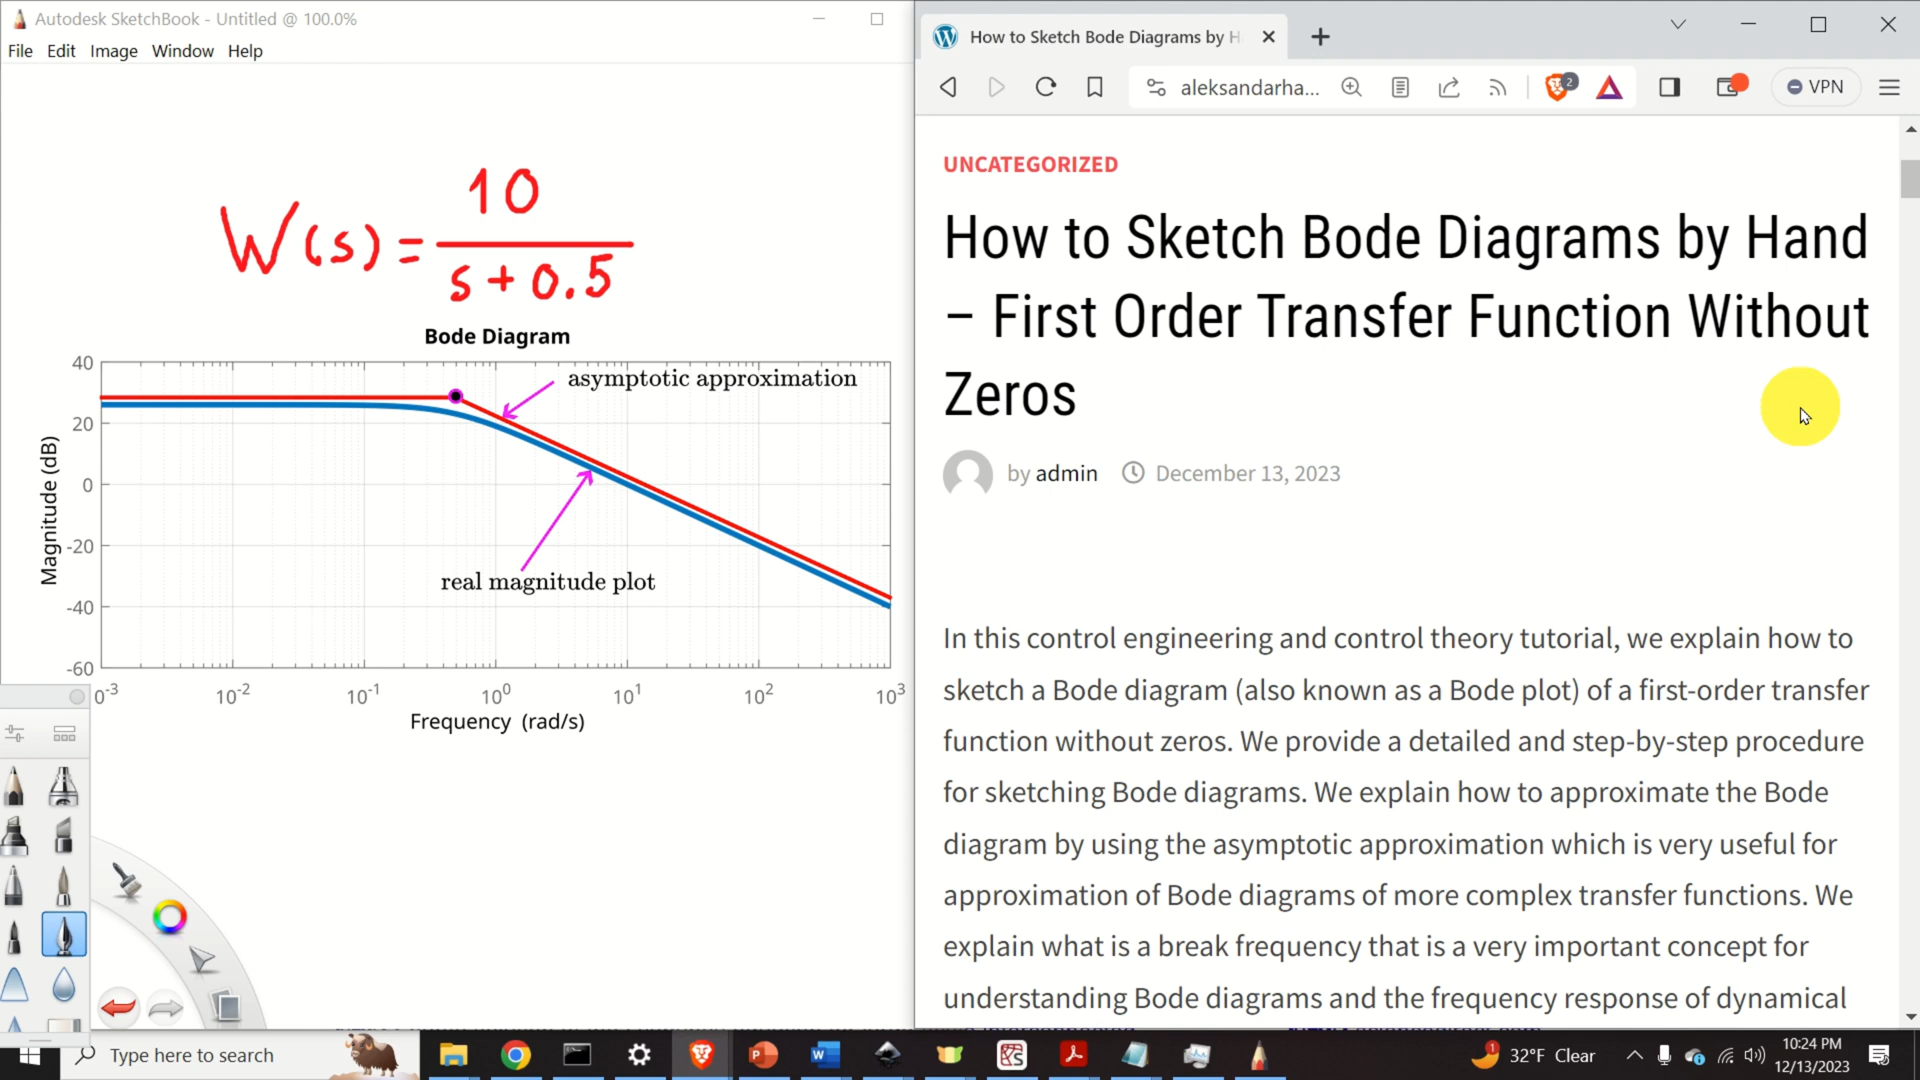 Autodesk SketchBook - Untitled @ 100.0%
File Edit Image Window Help
W(s) = 10
s + 0.5
Bode Diagram
40
20
0
-20
-40
-60
Magnitude (dB)
asymptotic approximation
real magnitude plot
0-3 10-2 10-1 100 101 102 103
Frequency (rad/s)
How to Sketch Bode Diagrams by H
aleksandarha...
2
VPN
UNCATEGORIZED
How to Sketch Bode Diagrams by Hand
– First Order Transfer Function Without
Zeros
by admin December 13, 2023
In this control engineering and control theory tutorial, we explain how to
sketch a Bode diagram (also known as a Bode plot) of a first-order transfer
function without zeros. We provide a detailed and step-by-step procedure
for sketching Bode diagrams. We explain how to approximate the Bode
diagram by using the asymptotic approximation which is very useful for
approximation of Bode diagrams of more complex transfer functions. We
explain what is a break frequency that is a very important concept for
understanding Bode diagrams and the frequency response of dynamical
Type here to search
1
32°F Clear
10:24 PM
12/13/2023